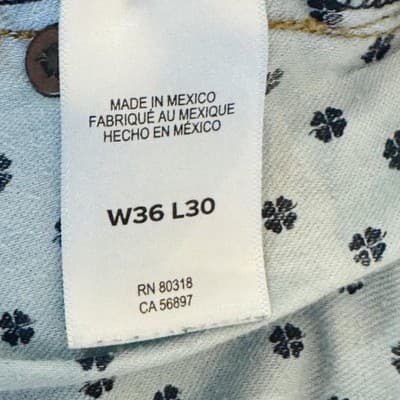 MADE IN MEXICO
FABRIQUÉ AU MEXIQUE
HECHO EN MÉXICO
W36 L30
RN 80318
CA 56897